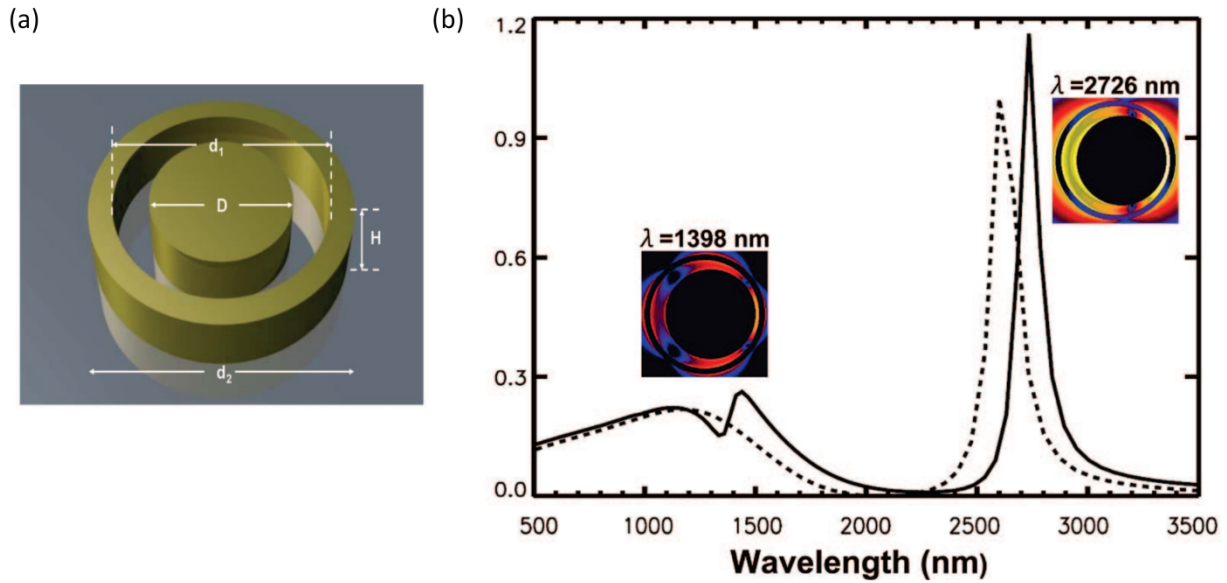 (a)
d₁
D
H
d₂
(b)
1.2
0.9
0.6
0.3
0.0
λ =1398 nm
λ =2726 nm
500 1000 1500 2000 2500 3000 3500
Wavelength (nm)